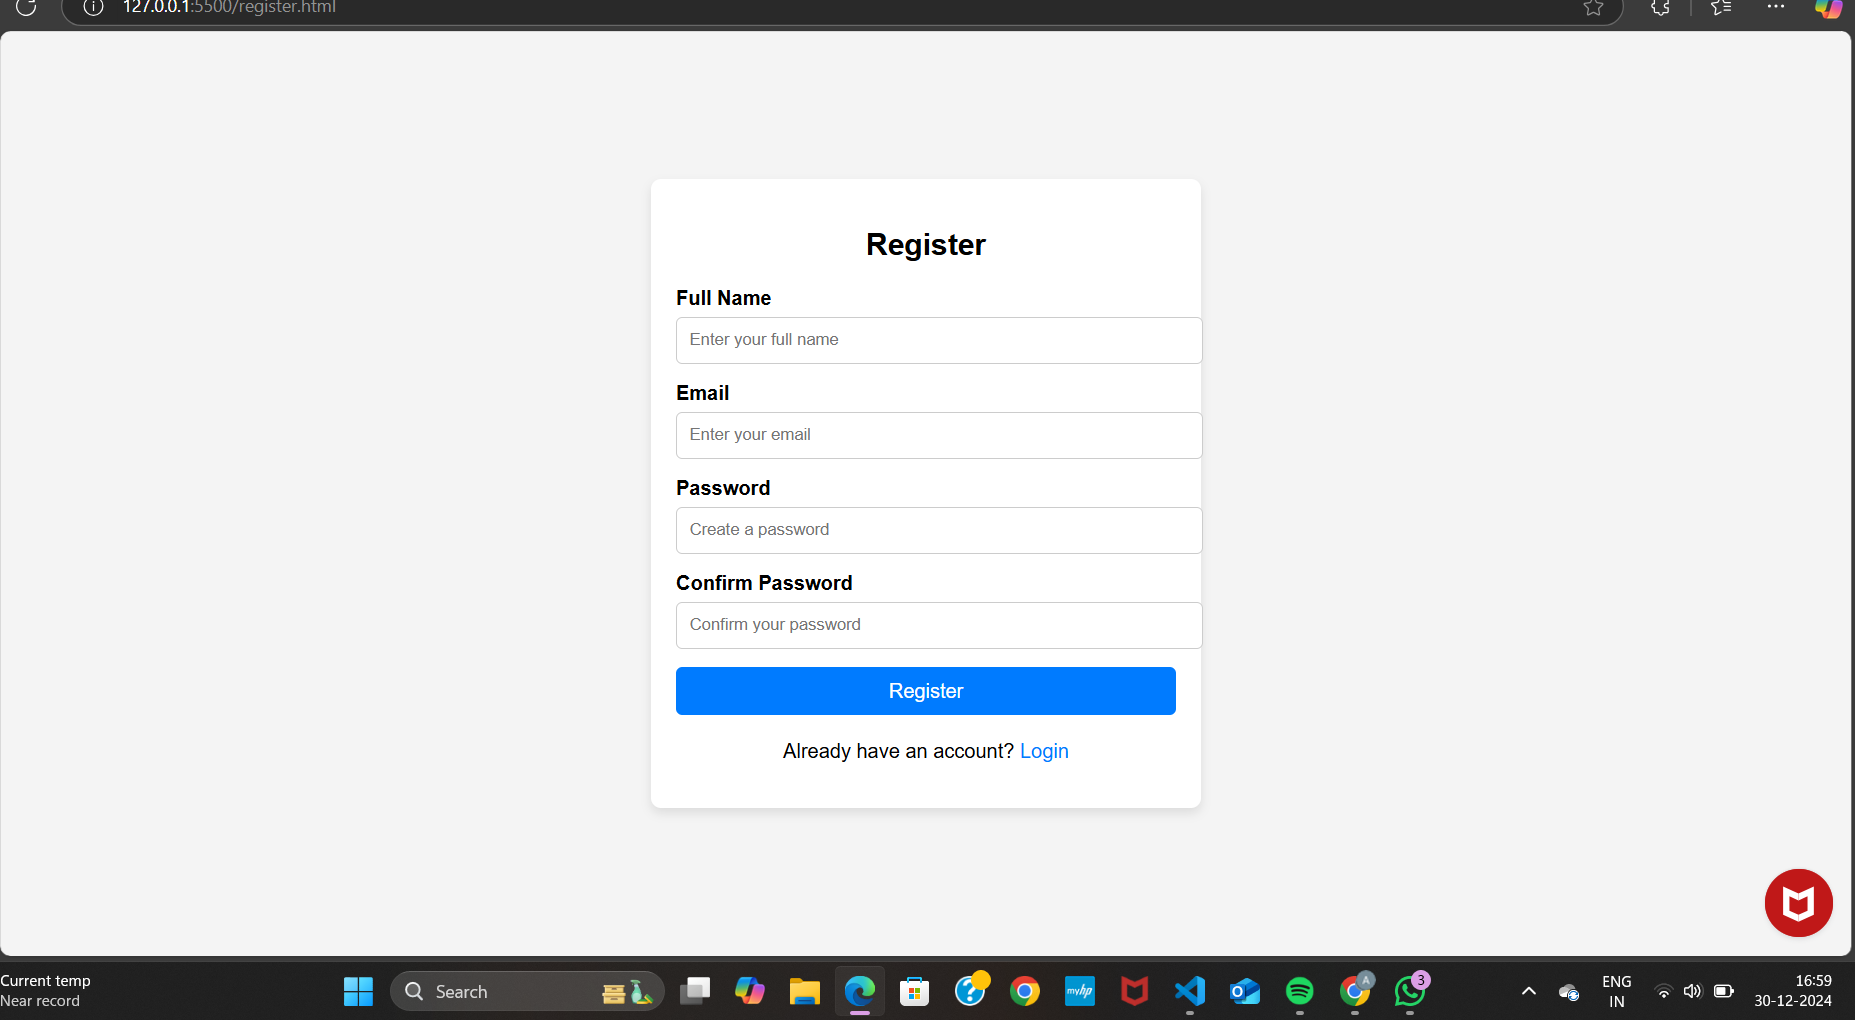 127.0.0.1:5500/register.html
Register
Full Name
Enter your full name
Email
Enter your email
Password
Create a password
Confirm Password
Confirm your password
Register
Already have an account? Login
Current temp
Near record
Search
myhp
A
3
ENG
IN
16:59
30-12-2024